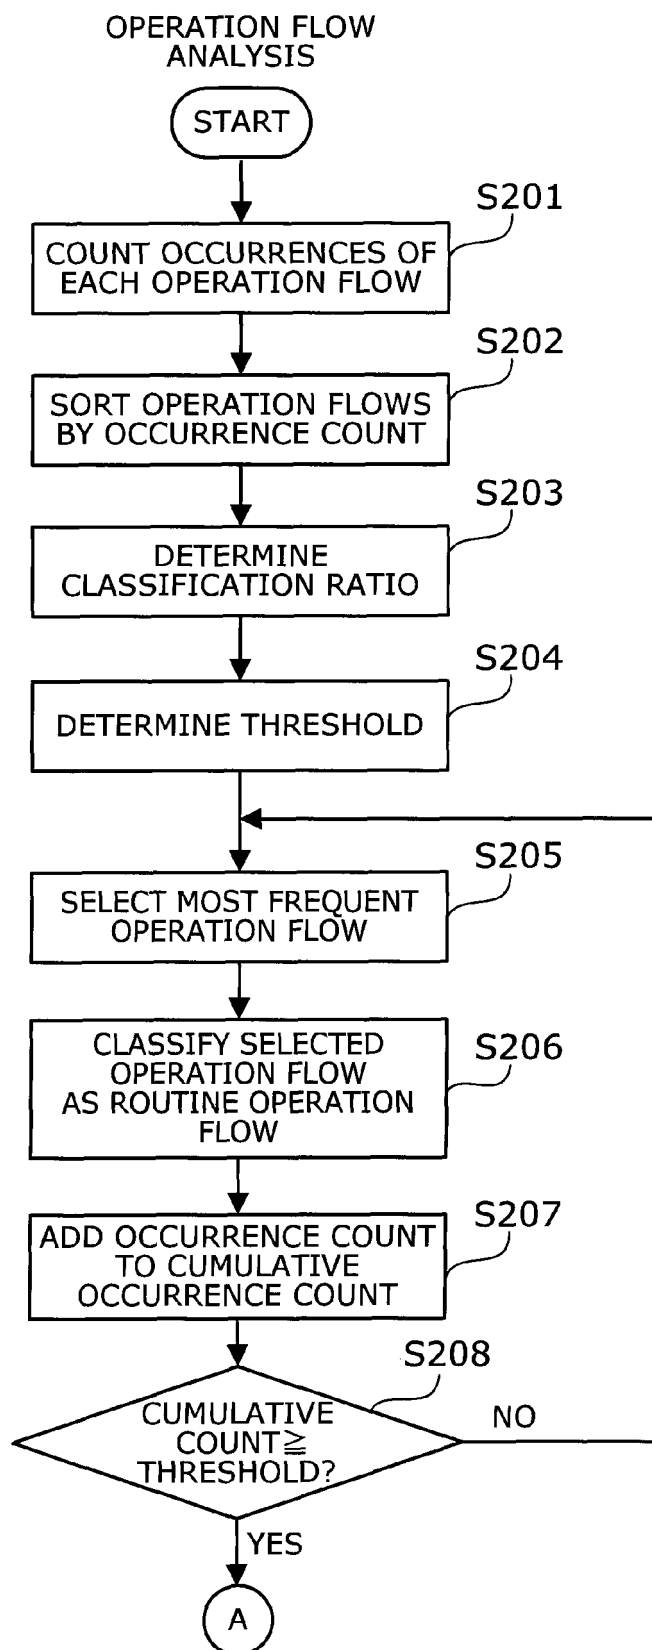 OPERATION FLOW
ANALYSIS
START
S201
COUNT OCCURRENCES OF
EACH OPERATION FLOW
S202
SORT OPERATION FLOWS
BY OCCURRENCE COUNT
S203
DETERMINE
CLASSIFICATION RATIO
S204
DETERMINE THRESHOLD
S205
SELECT MOST FREQUENT
OPERATION FLOW
S206
CLASSIFY SELECTED
OPERATION FLOW
AS ROUTINE OPERATION
FLOW
S207
ADD OCCURRENCE COUNT
TO CUMULATIVE
OCCURRENCE COUNT
S208
CUMULATIVE
COUNT≧
THRESHOLD?
NO
YES
A